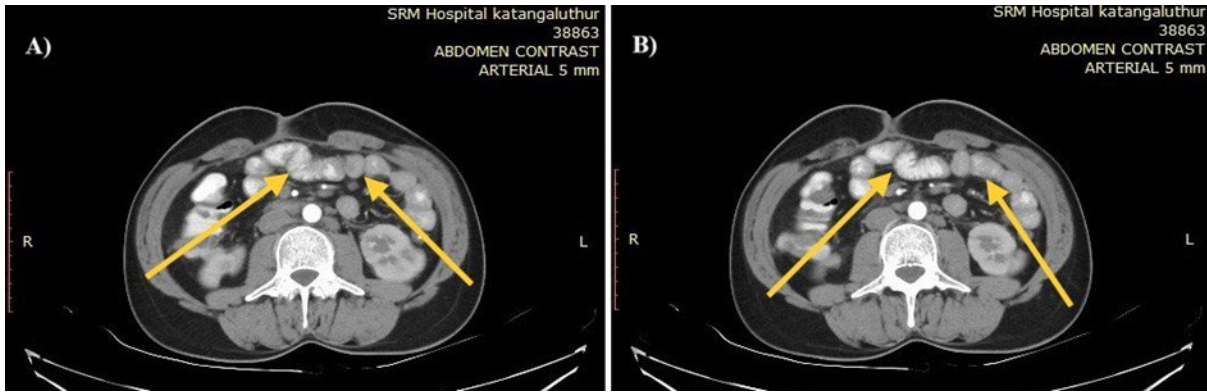 A)
SRM Hospital katangaluthur
38863
ABDOMEN CONTRAST
ARTERIAL 5 mm
R
L
B)
SRM Hospital katangaluthur
38863
ABDOMEN CONTRAST
ARTERIAL 5 mm
R
L